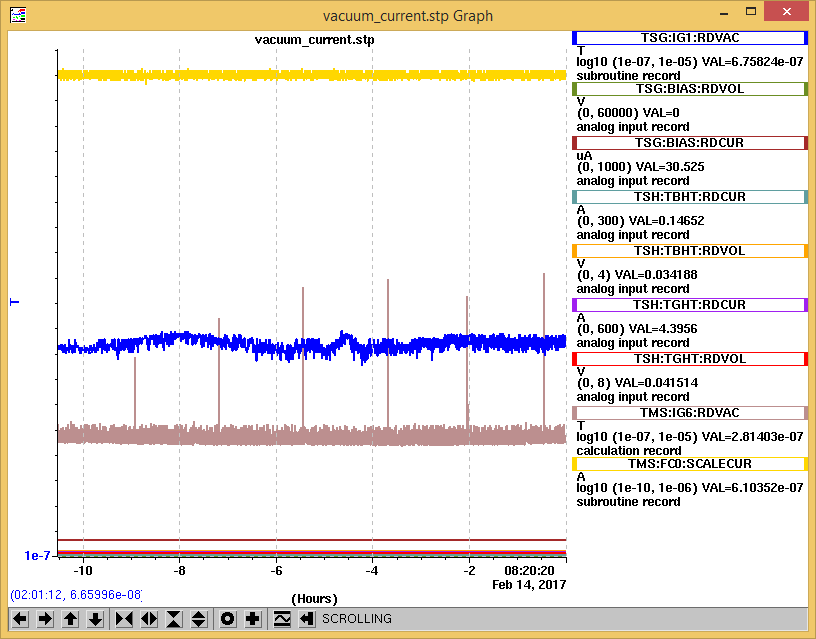 vacuum_current.stp Graph
vacuum_current.stp
TSG:IG1:RDVAC
T
log10 (1e-07, 1e-05) VAL=6.75824e-07
subroutine record
TSG:BIAS:RDVOL
V
(0, 60000) VAL=0
analog input record
TSG:BIAS:RDCUR
uA
(0, 1000) VAL=30.525
analog input record
TSH:TBHT:RDCUR
A
(0, 300) VAL=0.14652
analog input record
TSH:TBHT:RDVOL
V
(0, 4) VAL=0.034188
analog input record
TSH:TGHT:RDCUR
A
(0, 600) VAL=4.3956
analog input record
TSH:TGHT:RDVOL
V
(0, 8) VAL=0.041514
analog input record
TMS:IG6:RDVAC
T
log10 (1e-07, 1e-05) VAL=2.81403e-07
calculation record
TMS:FC0:SCALECUR
A
log10 (1e-10, 1e-06) VAL=6.10352e-07
subroutine record
T
1e-7
-10 -8 -6 -4 -2 08:20:20
Feb 14, 2017
(02:01:12, 6.65996e-08)
(Hours)
SCROLLING